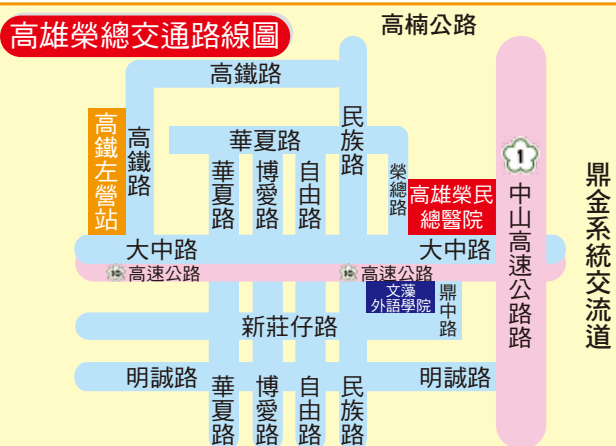 高雄榮總交通路線圖
高楠公路
高鐵路
高鐵左營站
高鐵路
華夏路
民族路
華夏路
博愛路
自由路
榮總路
高雄榮民
總醫院
1
中山高速公路路
鼎金系統交流道
大中路
大中路
10
高速公路
10
高速公路
文藻
外語學院
鼎中路
新莊仔路
明誠路
明誠路
華夏路
博愛路
自由路
民族路